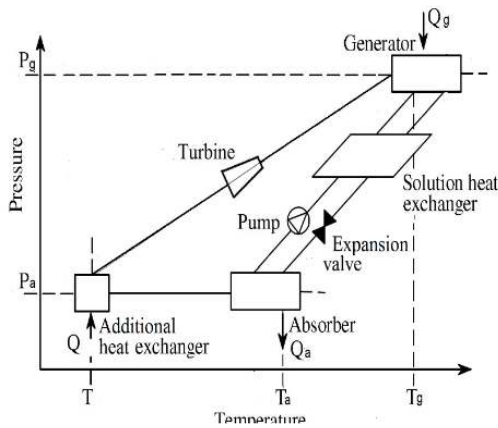 Qg
Generator
Pg
Turbine
Solution heat
exchanger
Pump
Expansion
valve
Pressure
Pa
Additional
heat exchanger
Q
Absorber
Qa
T
Ta
Tg
Temperature